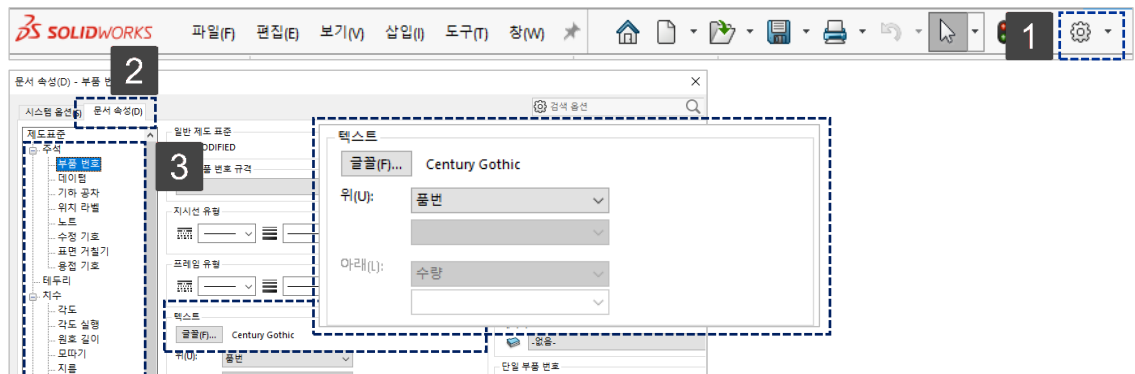 SOLIDWORKS 파일(F) 편집(E) 보기(V) 삽입(I) 도구(T) 창(W) 1
2
문서 속성(D) - 부품 번
시스템 옵션(S) 문서 속성(D) 검색 옵션
제도표준
주석
부품 번호
데이텀
기하 공차
위치 라벨
노트
수정 기호
표면 거칠기
용접 기호
테두리
치수
각도
각도 실행
원호 길이
모따기
지름
3
일반 제도 표준
ODIFIED
품 번호 규격
지시선 유형
프레임 유형
텍스트
글꼴(F)... Century Gothic
위(U): 품번
텍스트
글꼴(F)... Century Gothic
위(U): 품번
아래(L): 수량
-없음-
단일 부품 번호